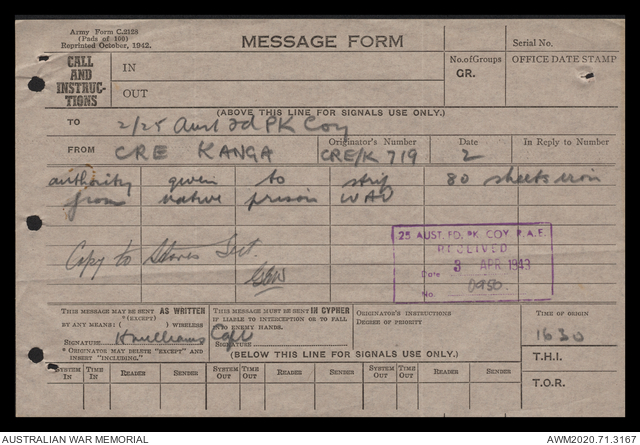 Army Form C.2128
(Pads of 100)
Reprinted October, 1942.
MESSAGE FORM
Serial No.
CALL AND INSTRUC-TIONS
IN
OUT
No. of Groups
GR.
OFFICE DATE STAMP
(ABOVE THIS LINE FOR SIGNALS USE ONLY.)
TO 2/25 Aust Fd PK Coy
FROM CRE KANGA
Originator's Number CRE/K 719
Date 2
In Reply to Number
authority given to strip 80 sheets iron
from native prison WAU
Copy to Stores Sect.
25 AUST. FD. PK. COY R.A.E.
RECEIVED
Date 3 APR 1943
No. 0950
THIS MESSAGE MAY BE SENT AS WRITTEN
*(EXCEPT)
BY ANY MEANS ( ) WIRELESS
SIGNATURE HWilliams Capt
* ORIGINATOR MAY DELETE "EXCEPT" AND INSERT "INCLUDING."
THIS MESSAGE MUST BE SENT IN CYPHER
IF LIABLE TO INTERCEPTION OR TO FALL INTO ENEMY HANDS.
SIGNATURE
ORIGINATOR'S INSTRUCTIONS
DEGREE OF PRIORITY
TIME OF ORIGIN
1630
(BELOW THIS LINE FOR SIGNALS USE ONLY.)
T.H.I.
T.O.R.
SYSTEM IN TIME IN READER SENDER SYSTEM OUT TIME OUT READER SENDER SYSTEM OUT TIME OUT READER SENDER
AUSTRALIAN WAR MEMORIAL
AWM2020.71.3167